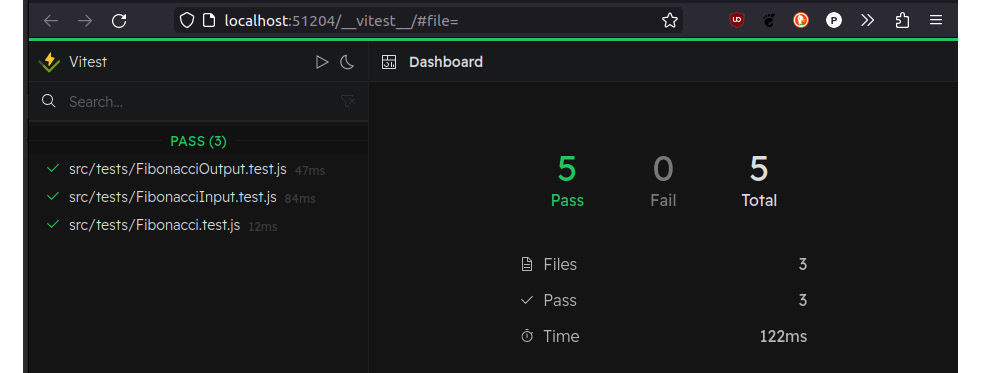 localhost:51204/__vitest__/#file=
Vitest
Dashboard
Search...
PASS (3)
src/tests/FibonacciOutput.test.js 47ms
src/tests/FibonacciInput.test.js 84ms
src/tests/Fibonacci.test.js 12ms
5 0 5
Pass Fail Total
Files 3
Pass 3
Time 122ms